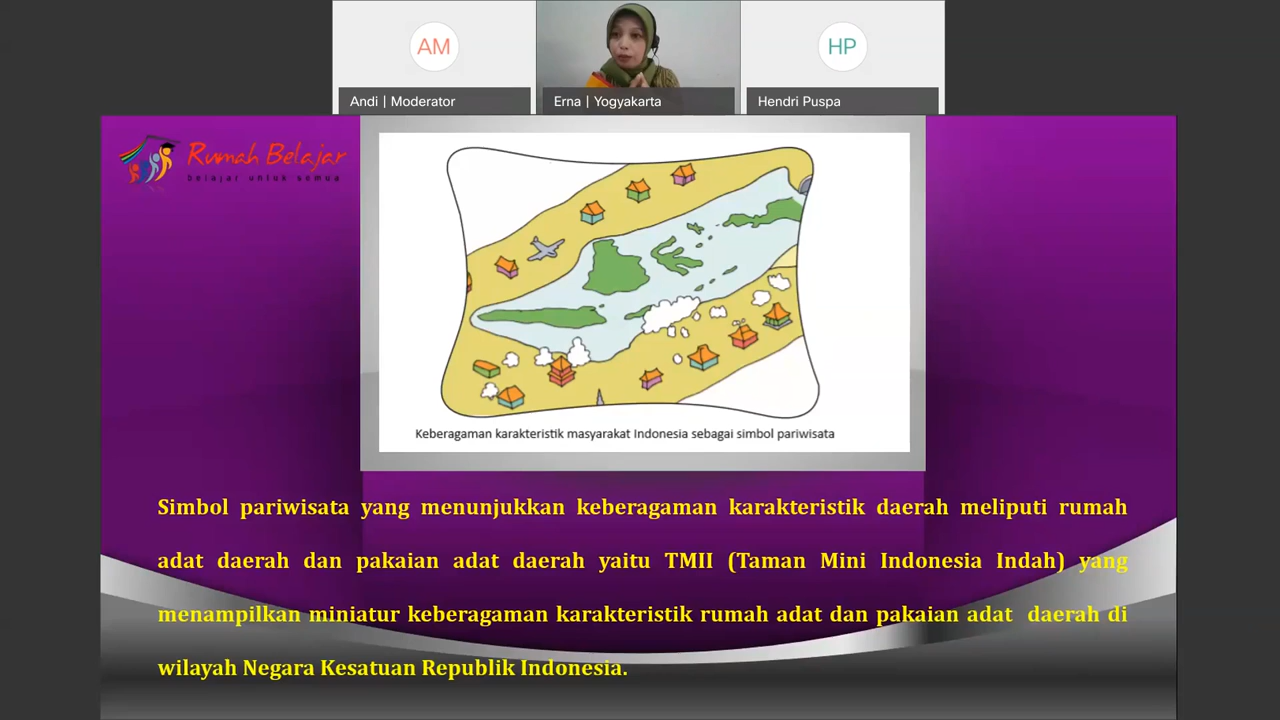 AM
HP
Andi | Moderator
Erna | Yogyakarta
Hendri Puspa
Rumah Belajar
belajar untuk semua
Keberagaman karakteristik masyarakat Indonesia sebagai simbol pariwisata
Simbol pariwisata yang menunjukkan keberagaman karakteristik daerah meliputi rumah
adat daerah dan pakaian adat daerah yaitu TMII (Taman Mini Indonesia Indah) yang
menampilkan miniatur keberagaman karakteristik rumah adat dan pakaian adat daerah di
wilayah Negara Kesatuan Republik Indonesia.